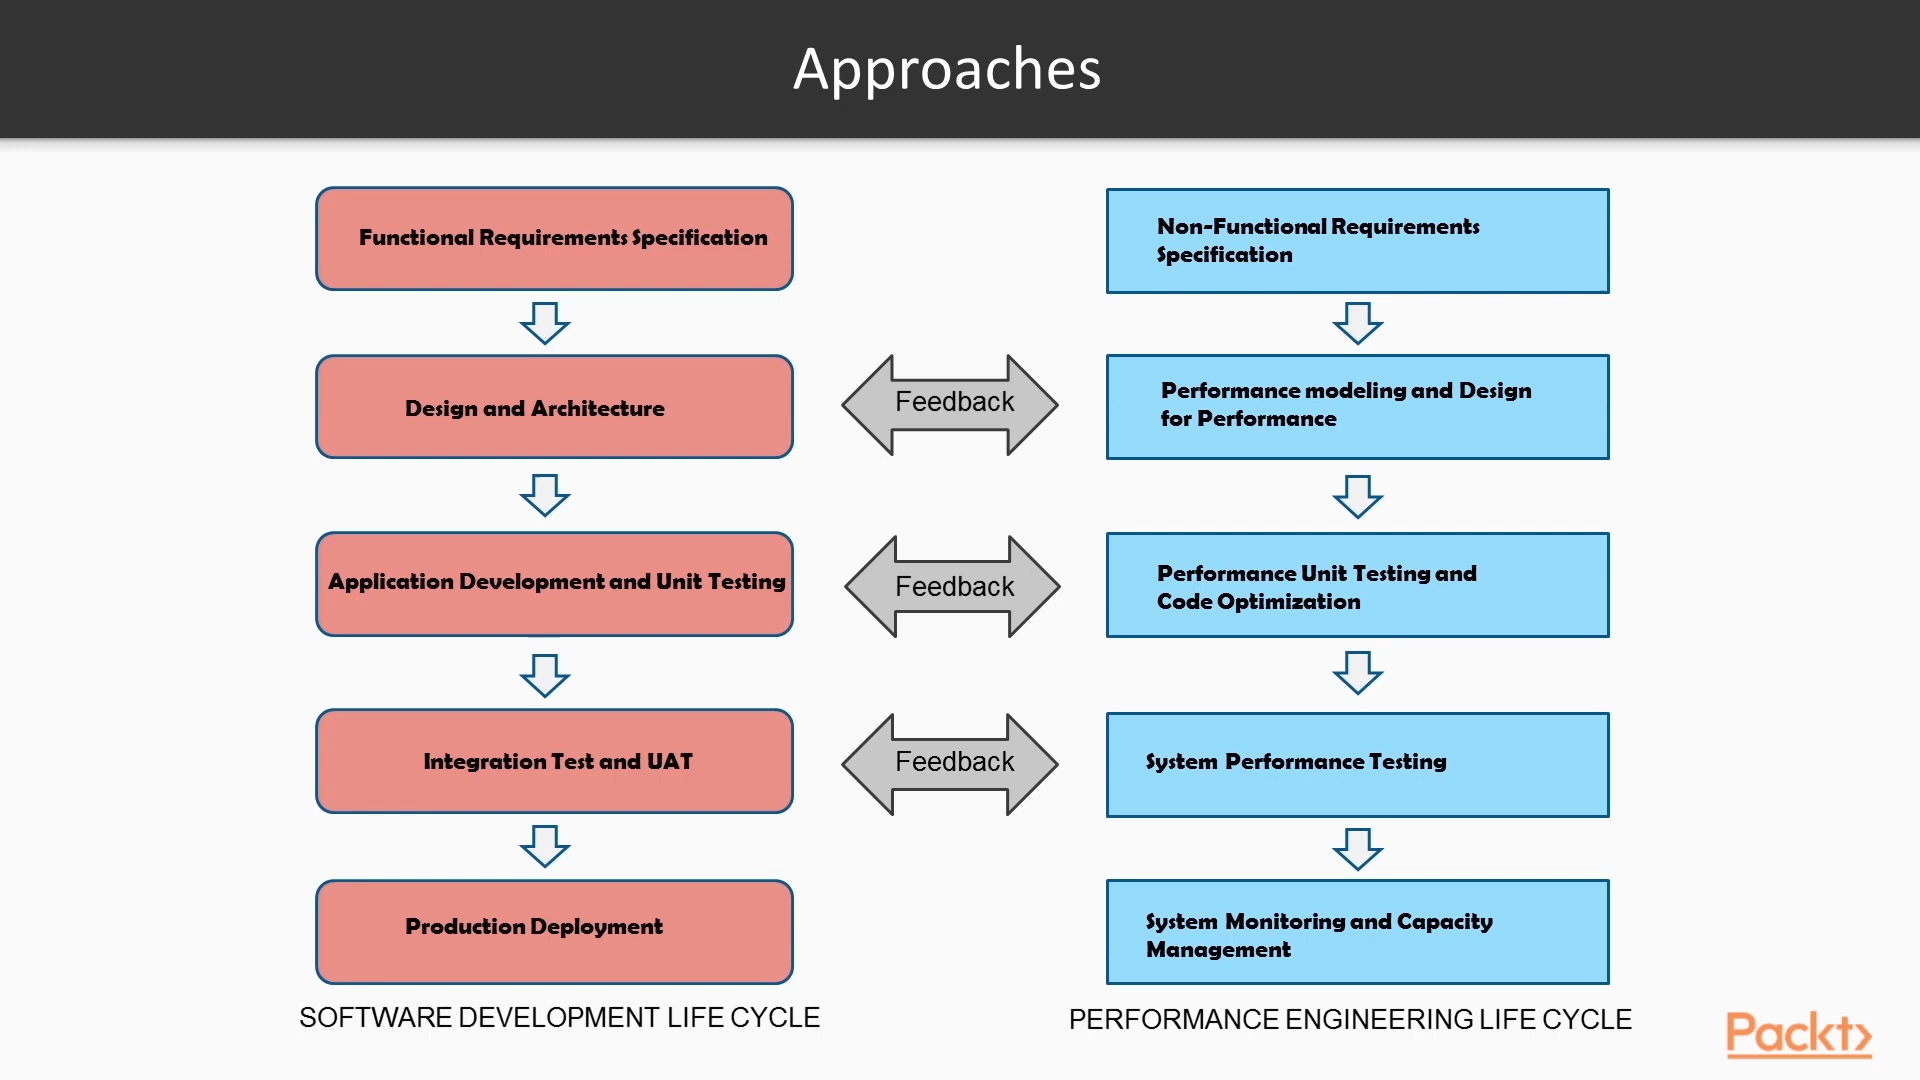 Approaches
Functional Requirements Specification
Non-Functional Requirements
Specification
Design and Architecture
Feedback
Performance modeling and Design
for Performance
Application Development and Unit Testing
Feedback
Performance Unit Testing and
Code Optimization
Integration Test and UAT
Feedback
System Performance Testing
Production Deployment
System Monitoring and Capacity
Management
SOFTWARE DEVELOPMENT LIFE CYCLE
PERFORMANCE ENGINEERING LIFE CYCLE
Packt>